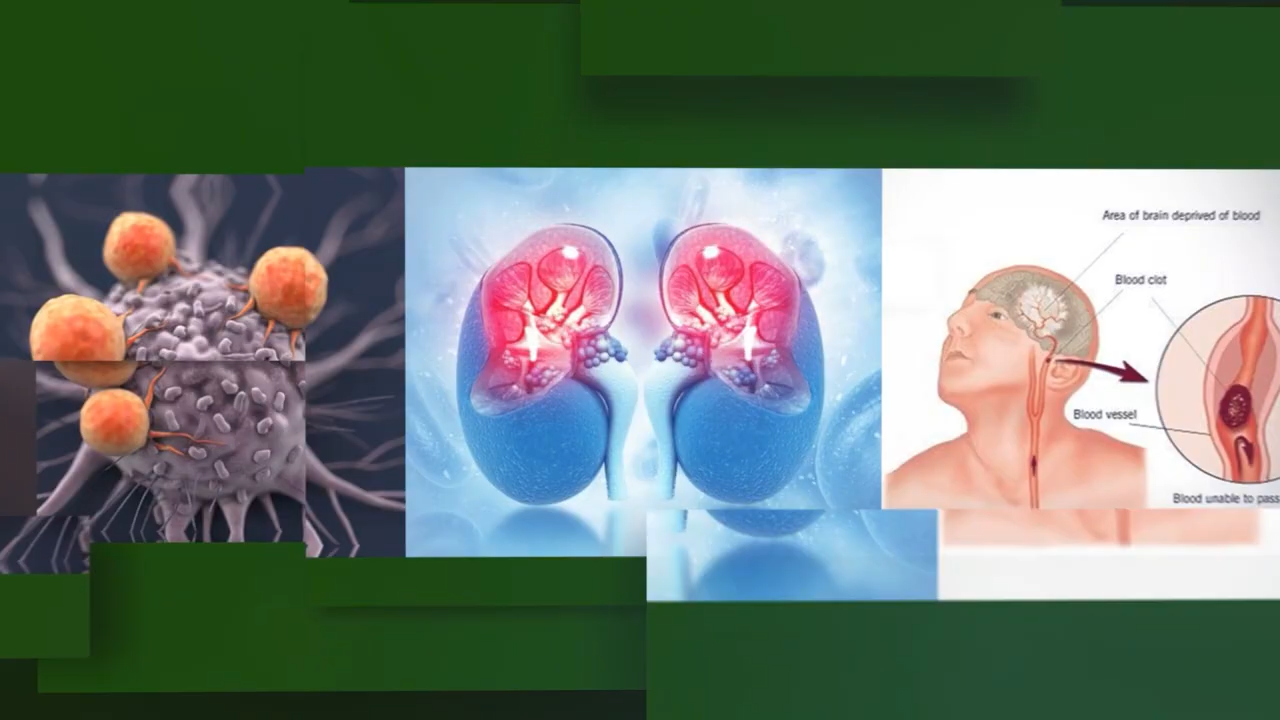 Area of brain deprived of blood
Blood clot
Blood vessel
Blood unable to pass